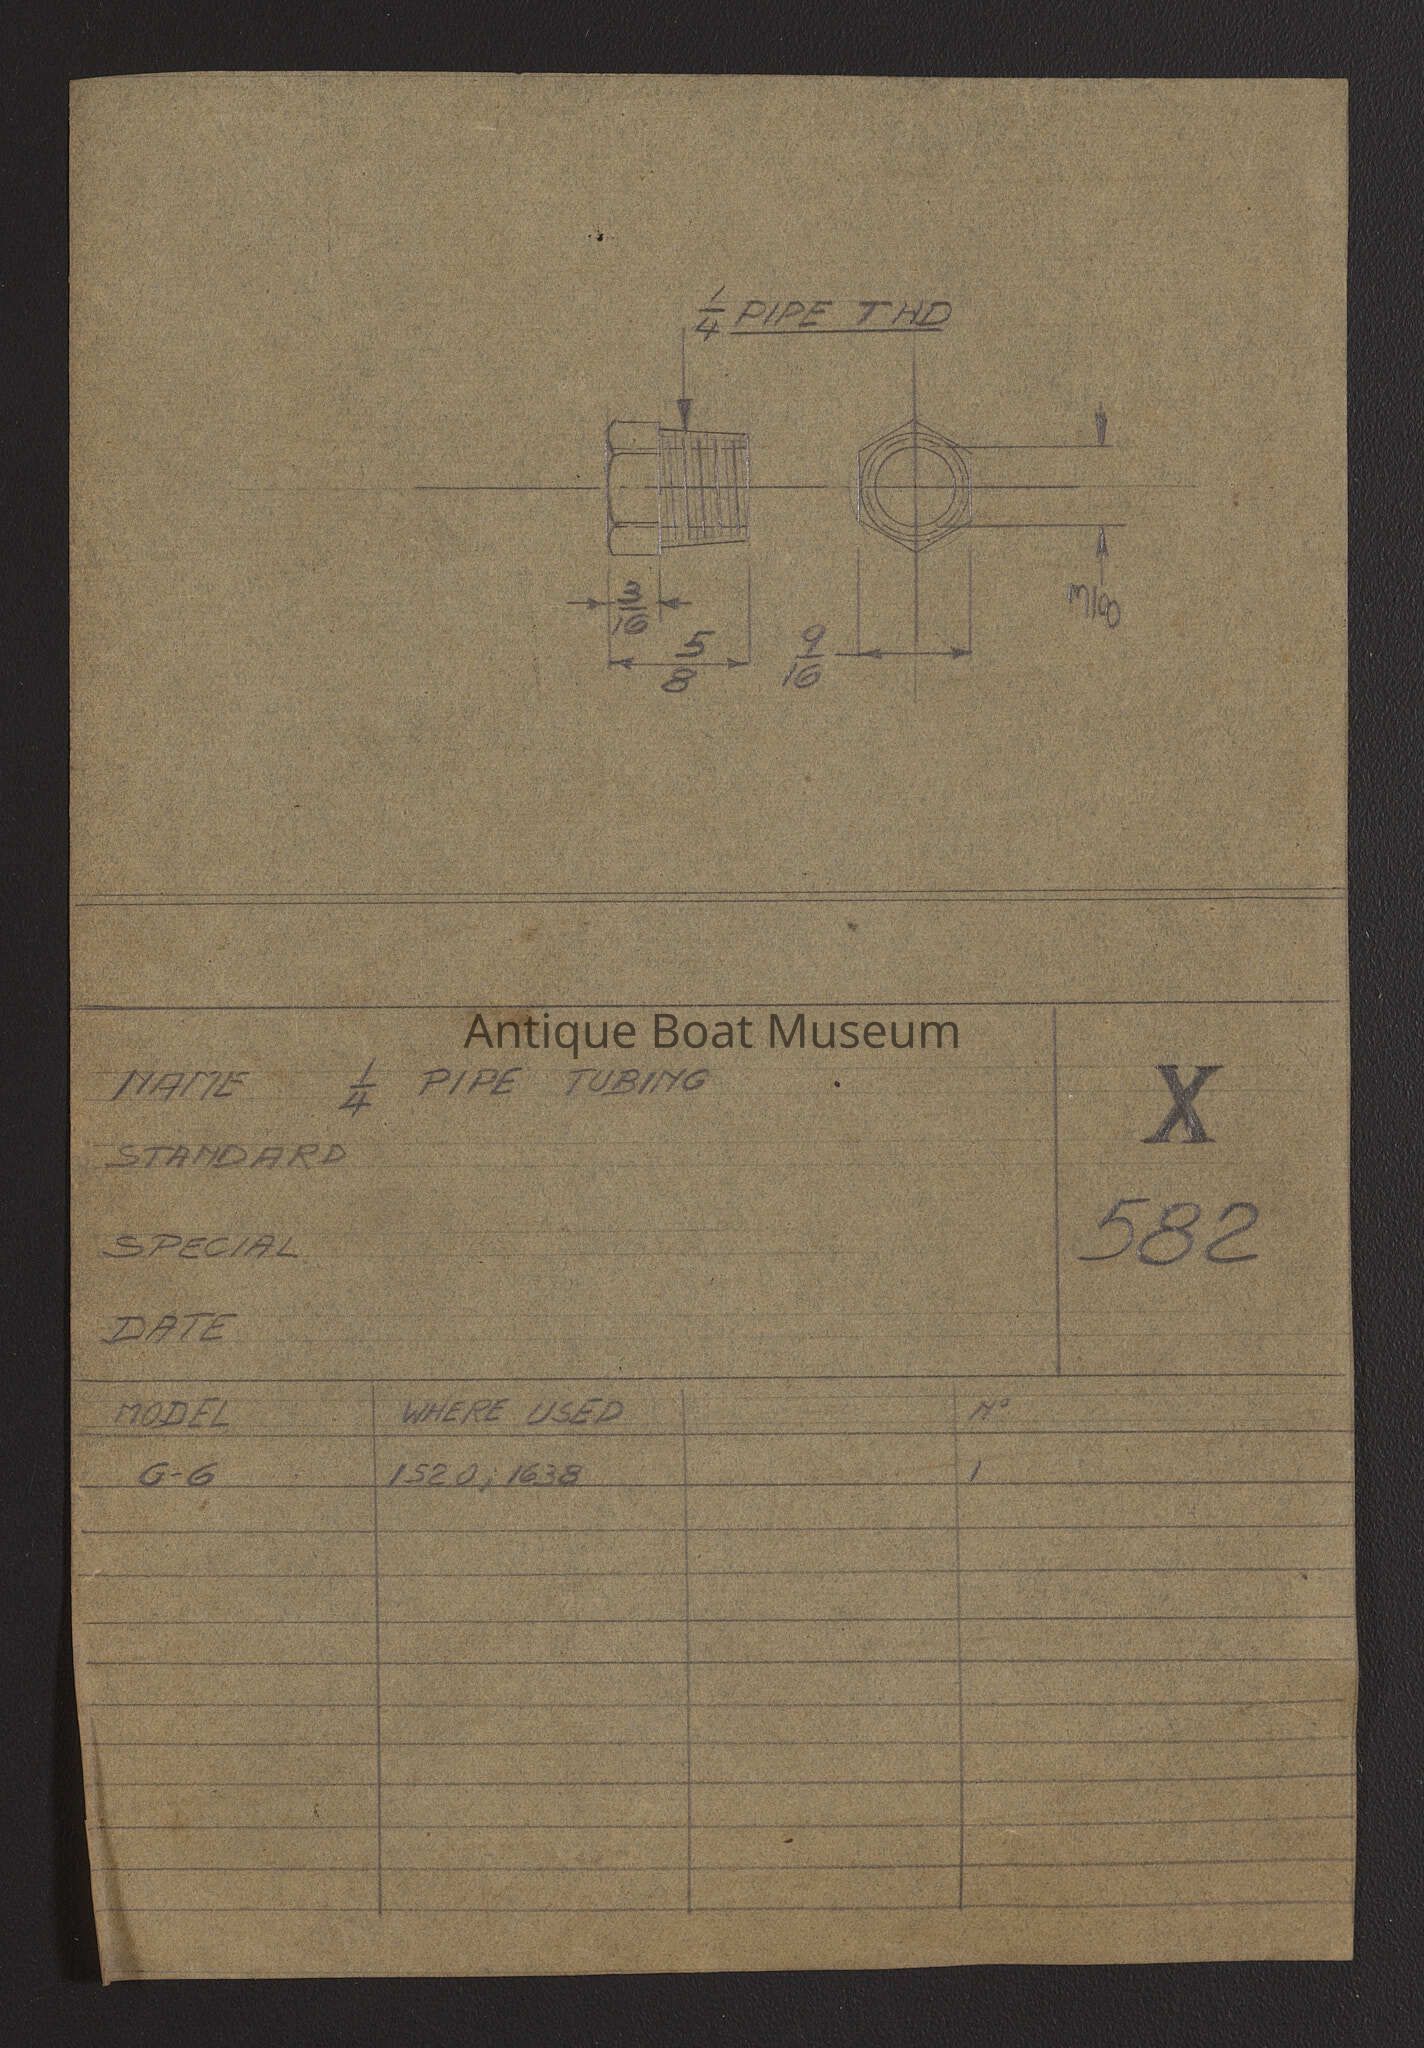 1/4 PIPE THD
3/16
5/8
9/16
3/8
Antique Boat Museum
NAME 1/4 PIPE TUBING
STANDARD
SPECIAL
DATE
X
582
MODEL WHERE USED Nº
G-6 1520; 1638 1